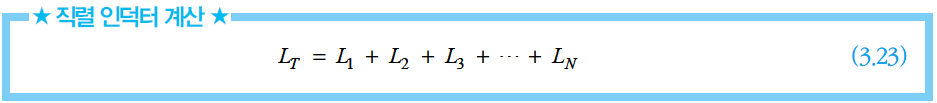 ★ 직렬 인덕터 계산 ★
L_T = L_1 + L_2 + L_3 + ⋯ + L_N (3.23)